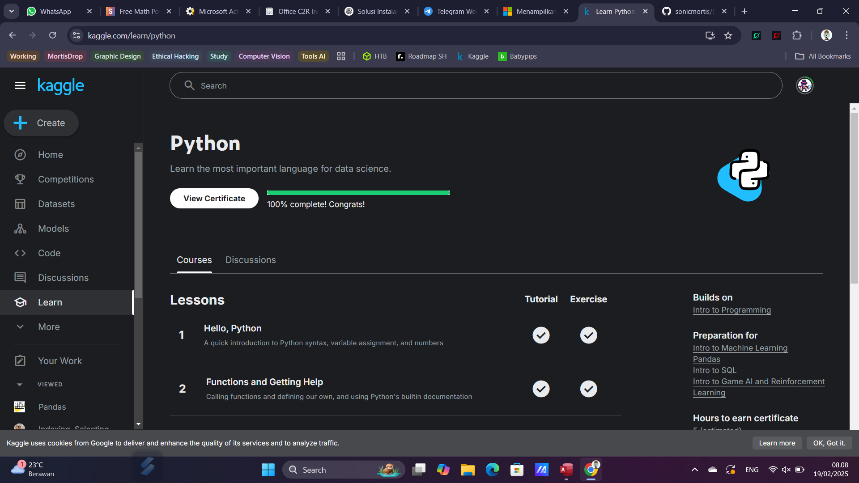 WhatsApp
Free Math Po
Microsoft Act
Office C2R In
Solusi Instala
Telegram We
Menampilkan
Learn Python
sonicmortis/
kaggle.com/learn/python
Working
MortisDrop
Graphic Design
Ethical Hacking
Study
Computer Vision
Tools AI
HTB
Roadmap SH
Kaggle
Babypips
All Bookmarks
kaggle
Search
Create
Home
Competitions
Datasets
Models
Code
Discussions
Learn
More
Your Work
VIEWED
Pandas
Python
Learn the most important language for data science.
View Certificate
100% complete! Congrats!
Courses
Discussions
Lessons
Tutorial
Exercise
1
Hello, Python
A quick introduction to Python syntax, variable assignment, and numbers
2
Functions and Getting Help
Calling functions and defining our own, and using Python's builtin documentation
Builds on
Intro to Programming
Preparation for
Intro to Machine Learning
Pandas
Intro to SQL
Intro to Game AI and Reinforcement
Learning
Hours to earn certificate
Kaggle uses cookies from Google to deliver and enhance the quality of its services and to analyze traffic.
Learn more
OK, Got it.
1
23°C
Berawan
Search
ENG
08.08
19/02/2025